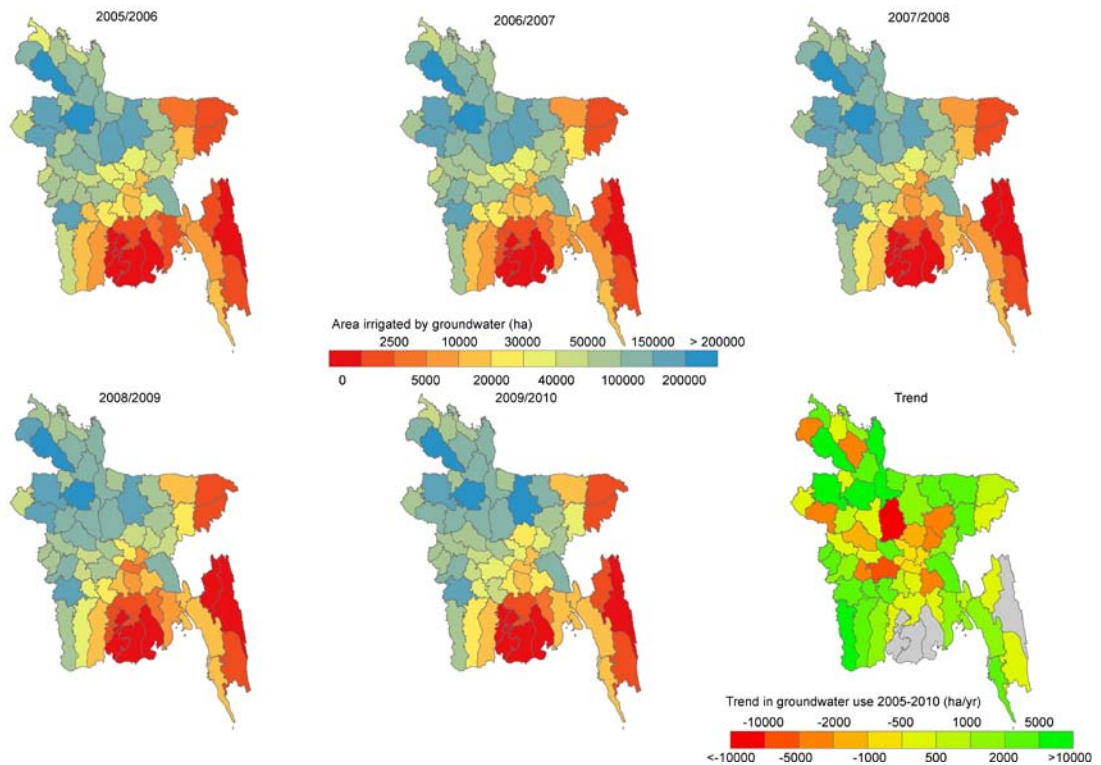 2005/2006
2006/2007
2007/2008
Area irrigated by groundwater (ha)
2500 10000 30000 50000 150000 > 200000
0 5000 20000 40000 100000 200000
2008/2009
2009/2010
Trend
Trend in groundwater use 2005-2010 (ha/yr)
-10000 -2000 -500 1000 5000
<-10000 -5000 -1000 500 2000 >10000